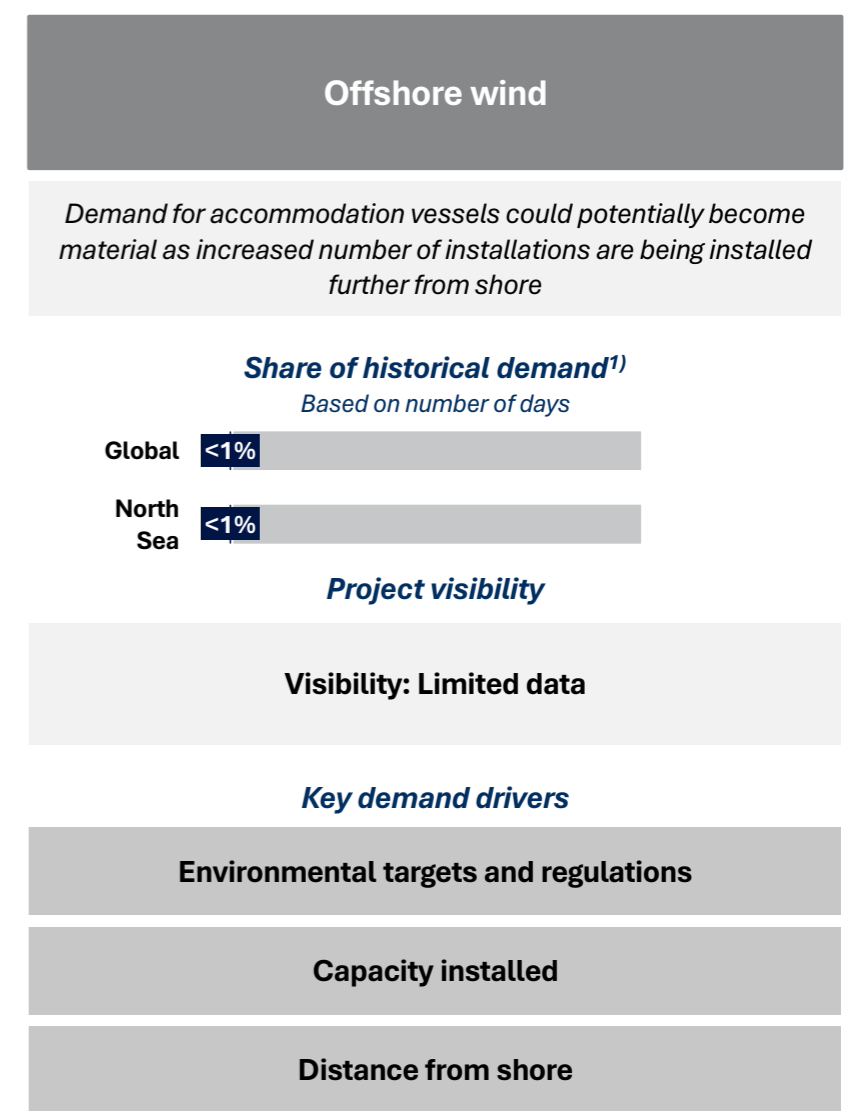 Offshore wind
Demand for accommodation vessels could potentially become
material as increased number of installations are being installed
further from shore
Share of historical demand¹⁾
Based on number of days
Global
<1%
North
Sea
<1%
Project visibility
Visibility: Limited data
Key demand drivers
Environmental targets and regulations
Capacity installed
Distance from shore